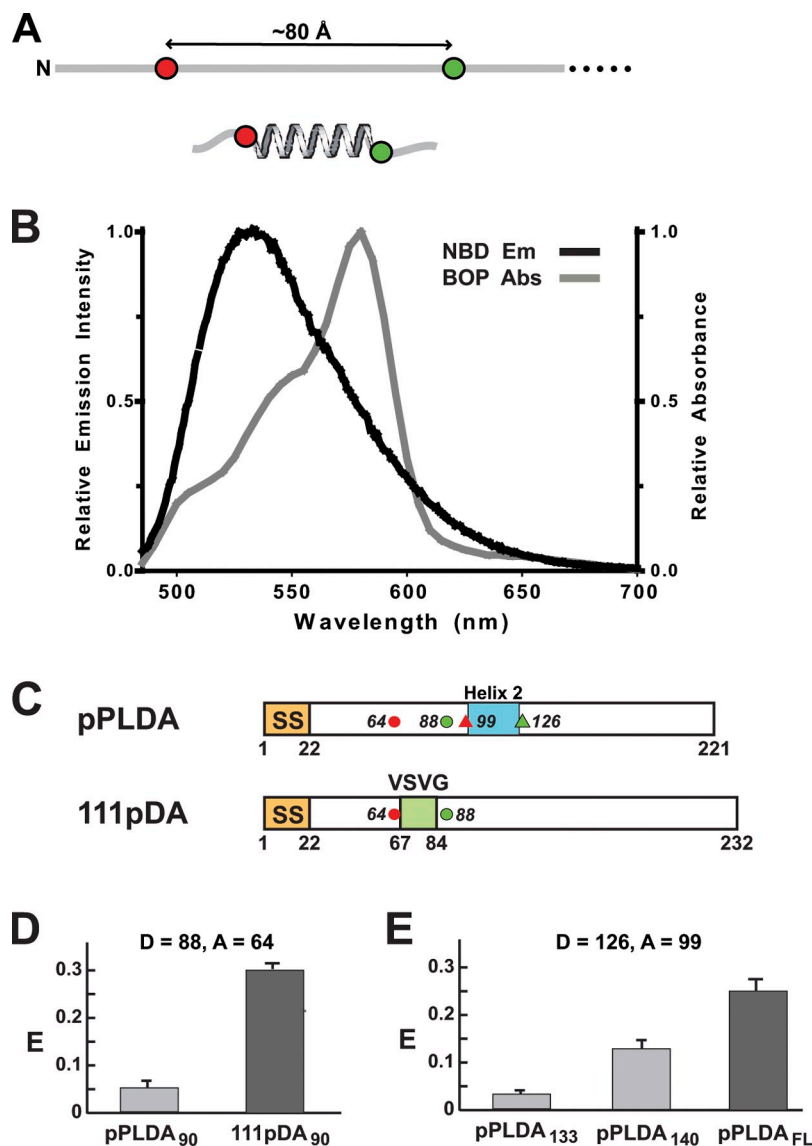 A
~80 Å
N
B
1.0
0.5
0.0
Relative Emission Intensity
NBD Em
BOP Abs
1.0
0.5
0.0
Relative Absorbance
500 550 600 650 700
Wavelength (nm)
C
Helix 2
pPLDA SS 64 88 99 126
1 22 221
VSVG
111pDA SS 64 88
1 22 67 84 232
D
D = 88, A = 64
0.3
0.2
0.1
0
E
pPLDA90 111pDA90
E
D = 126, A = 99
0.3
0.2
0.1
0
E
pPLDA133 pPLDA140 pPLDAFL